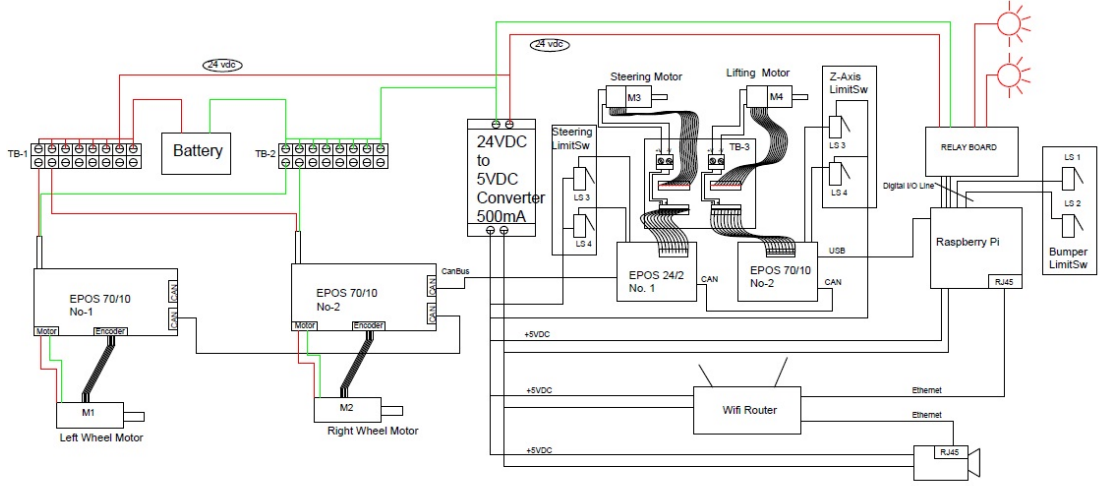 24 vdc
24 vdc
Steering Motor
Lifting Motor
M3
M4
Z-Axis
LimitSw
LS 3
LS 4
TB-1
Battery
TB-2
24VDC
to
5VDC
Converter
500mA
Steering
LimitSw
LS 3
LS 4
TB-3
RELAY BOARD
Digital I/O Line
LS 1
LS 2
Bumper
LimitSw
Raspberry Pi
RJ45
USB
CanBus
EPOS 24/2
No. 1
CAN
EPOS 70/10
No-2
CAN
EPOS 70/10
No-1
CAN
CAN
Motor
Encoder
EPOS 70/10
No-2
CAN
CAN
Motor
Encoder
+5VDC
+5VDC
Wifi Router
Ethernet
Ethernet
+5VDC
RJ45
M1
Left Wheel Motor
M2
Right Wheel Motor